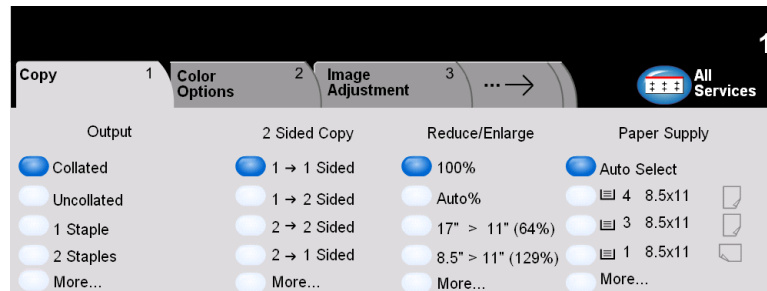 1
Copy 1
Color Options 2
Image Adjustment 3
... →
All Services
Output
Collated
Uncollated
1 Staple
2 Staples
More...
2 Sided Copy
1 → 1 Sided
1 → 2 Sided
2 → 2 Sided
2 → 1 Sided
More...
Reduce/Enlarge
100%
Auto%
17" > 11" (64%)
8.5" > 11" (129%)
More...
Paper Supply
Auto Select
4 8.5x11
3 8.5x11
1 8.5x11
More...